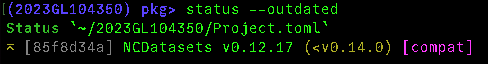 (2023GL104350) pkg> status --outdated
Status `~/2023GL104350/Project.toml`
⌅ [85f8d34a] NCDatasets v0.12.17 (<v0.14.0) [compat]